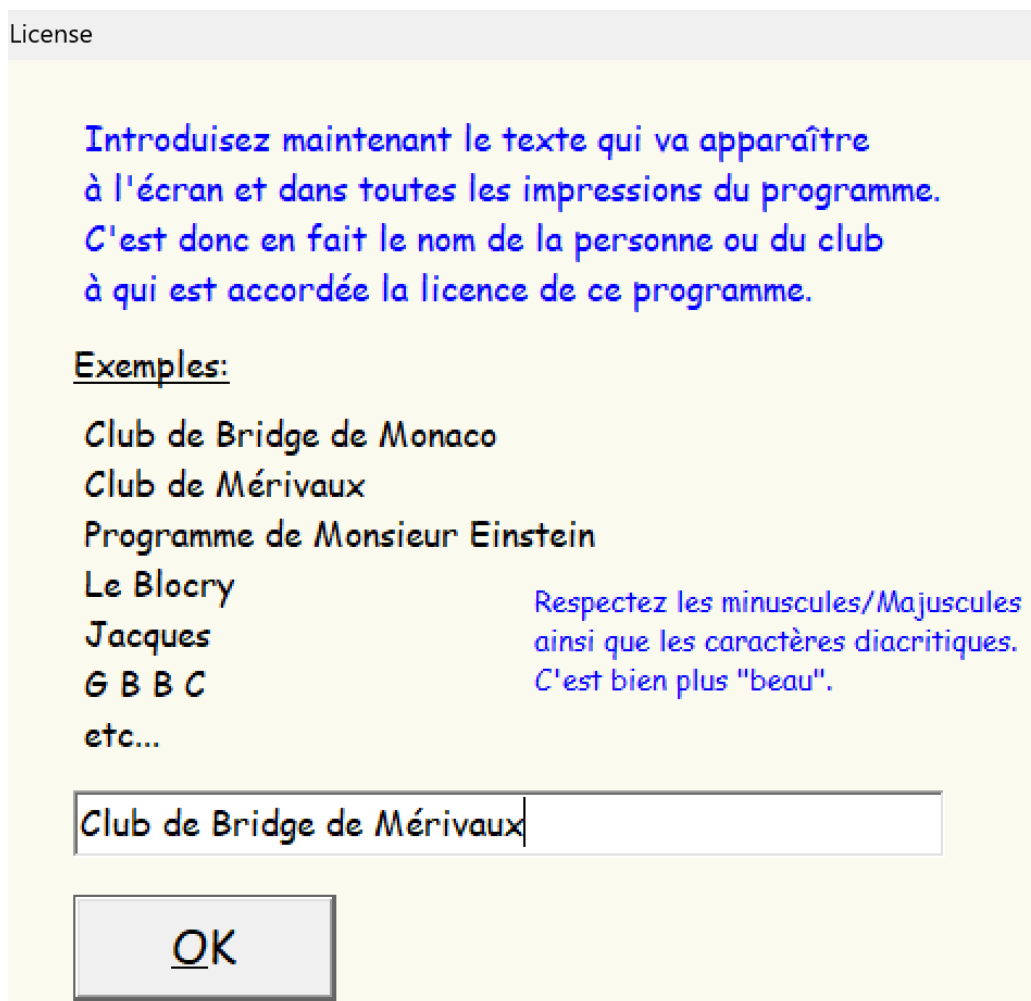 License
Introduisez maintenant le texte qui va apparaître
à l'écran et dans toutes les impressions du programme.
C'est donc en fait le nom de la personne ou du club
à qui est accordée la licence de ce programme.
Exemples:
Club de Bridge de Monaco
Club de Mérivaux
Programme de Monsieur Einstein
Le Blocry
Jacques
G B B C
etc...
Respectez les minuscules/Majuscules
ainsi que les caractères diacritiques.
C'est bien plus "beau".
Club de Bridge de Mérivaux
OK